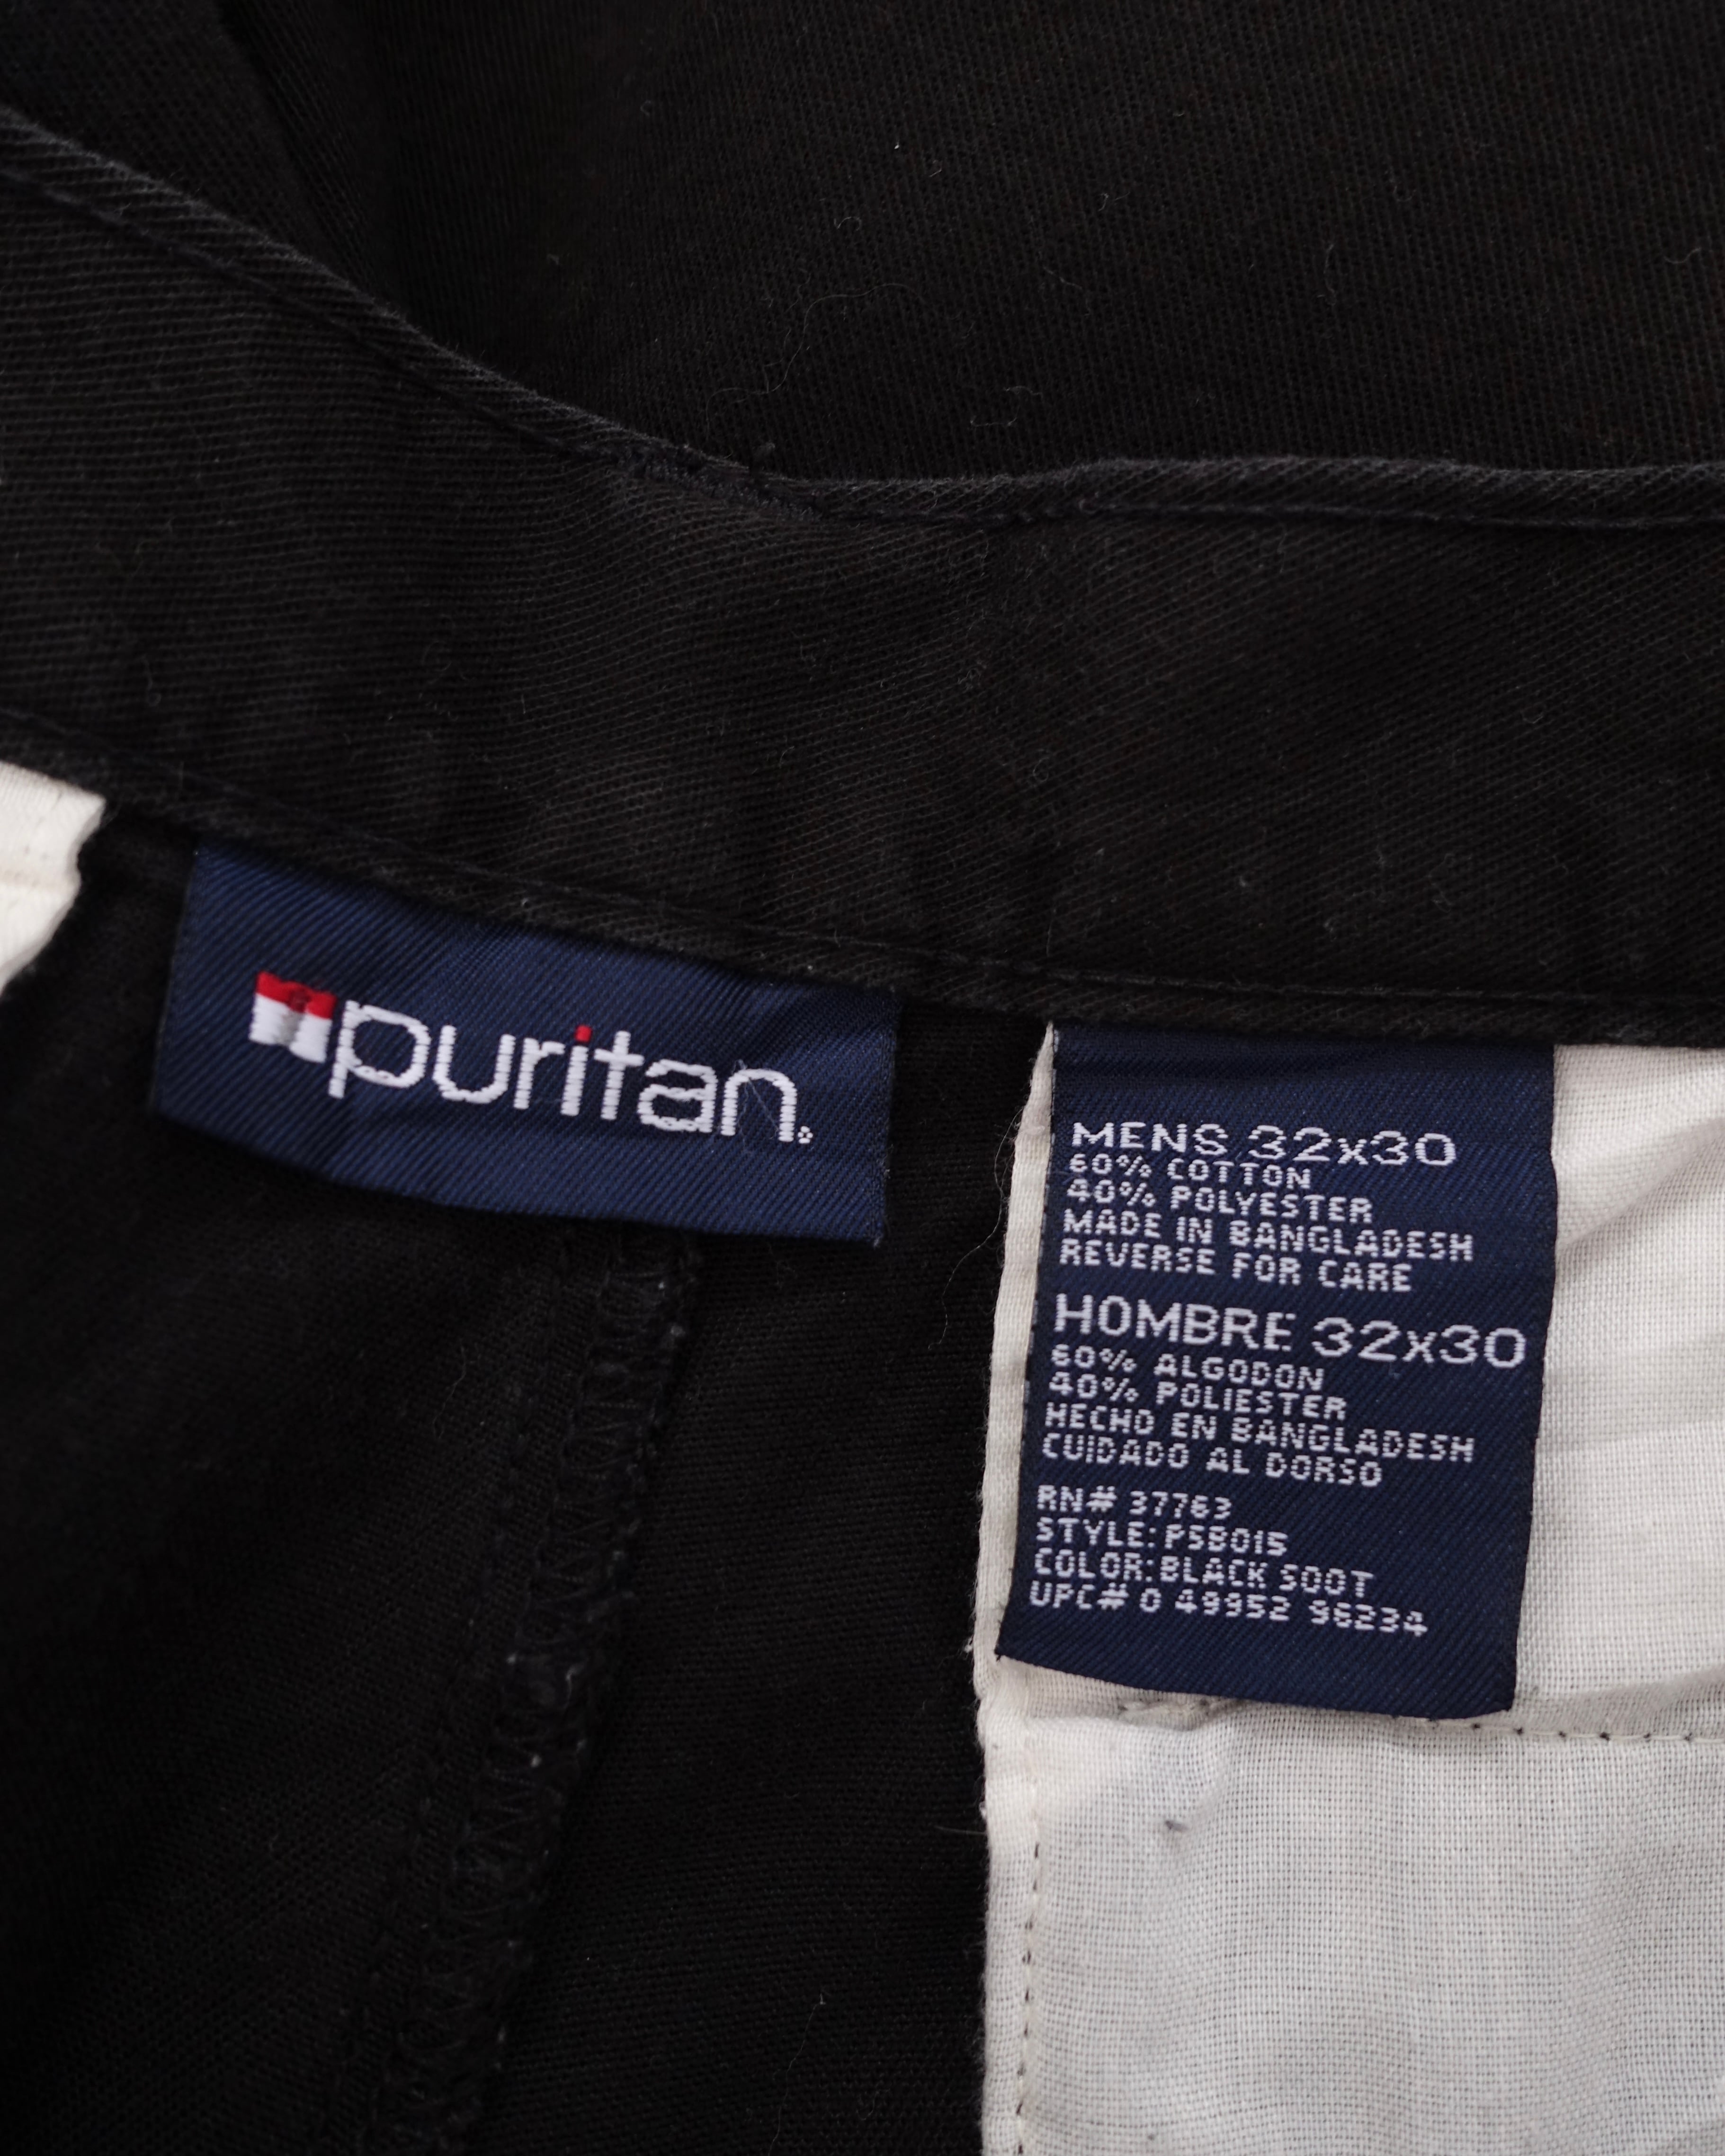 puritan.
MENS 32x30
60% COTTON
40% POLYESTER
MADE IN BANGLADESH
REVERSE FOR CARE
HOMBRE 32x30
60% ALGODON
40% POLIESTER
HECHO EN BANGLADESH
CUIDADO AL DORSO
RN# 37763
STYLE: PSB015
COLOR: BLACK SOOT
UPC# 0 49952 96234